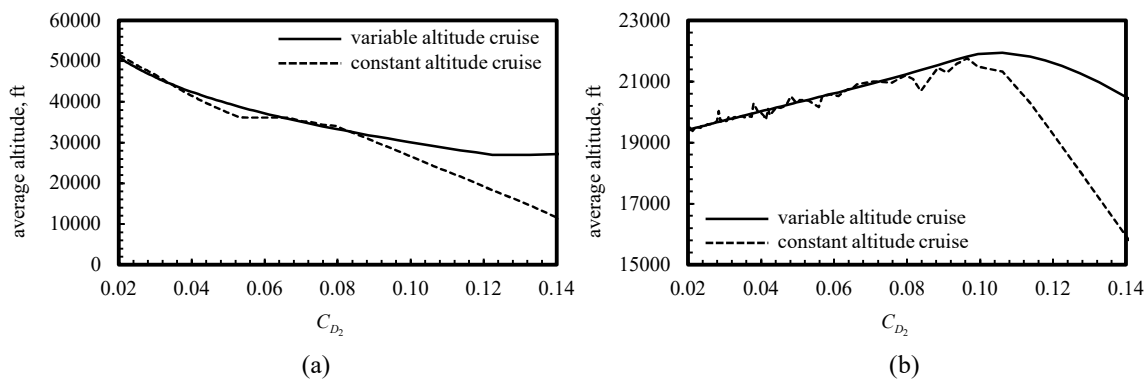 60000
50000
40000
30000
20000
10000
0
average altitude, ft
variable altitude cruise
constant altitude cruise
0.02 0.04 0.06 0.08 0.10 0.12 0.14
C_{D_2}
(a)
23000
21000
19000
17000
15000
average altitude, ft
variable altitude cruise
constant altitude cruise
0.02 0.04 0.06 0.08 0.10 0.12 0.14
C_{D_2}
(b)